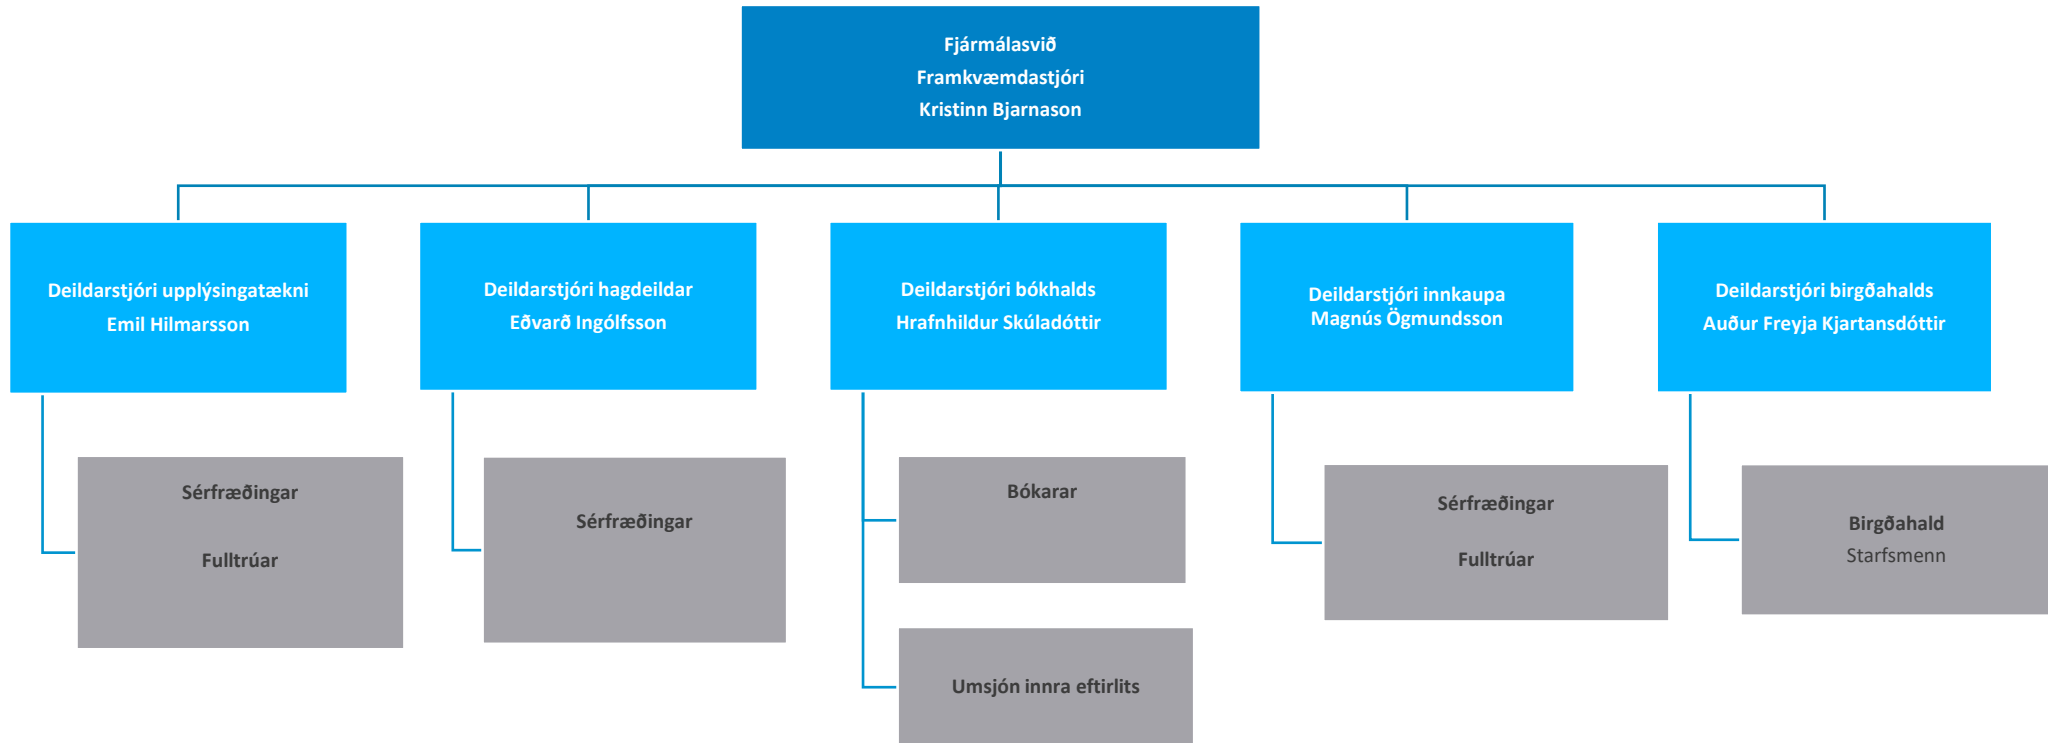 Fjármálasvið
Framkvæmdastjóri
Kristinn Bjarnason
Deildarstjóri upplýsingatækni
Emil Hilmarsson
Deildarstjóri hagdeildar
Eðvarð Ingólfsson
Deildarstjóri bókhalds
Hrafnhildur Skúladóttir
Deildarstjóri innkaupa
Magnús Ögmundsson
Deildarstjóri birgðahalds
Auður Freyja Kjartansdóttir
Sérfræðingar
Fulltrúar
Sérfræðingar
Bókarar
Umsjón innra eftirlits
Sérfræðingar
Fulltrúar
Birgðahald
Starfsmenn